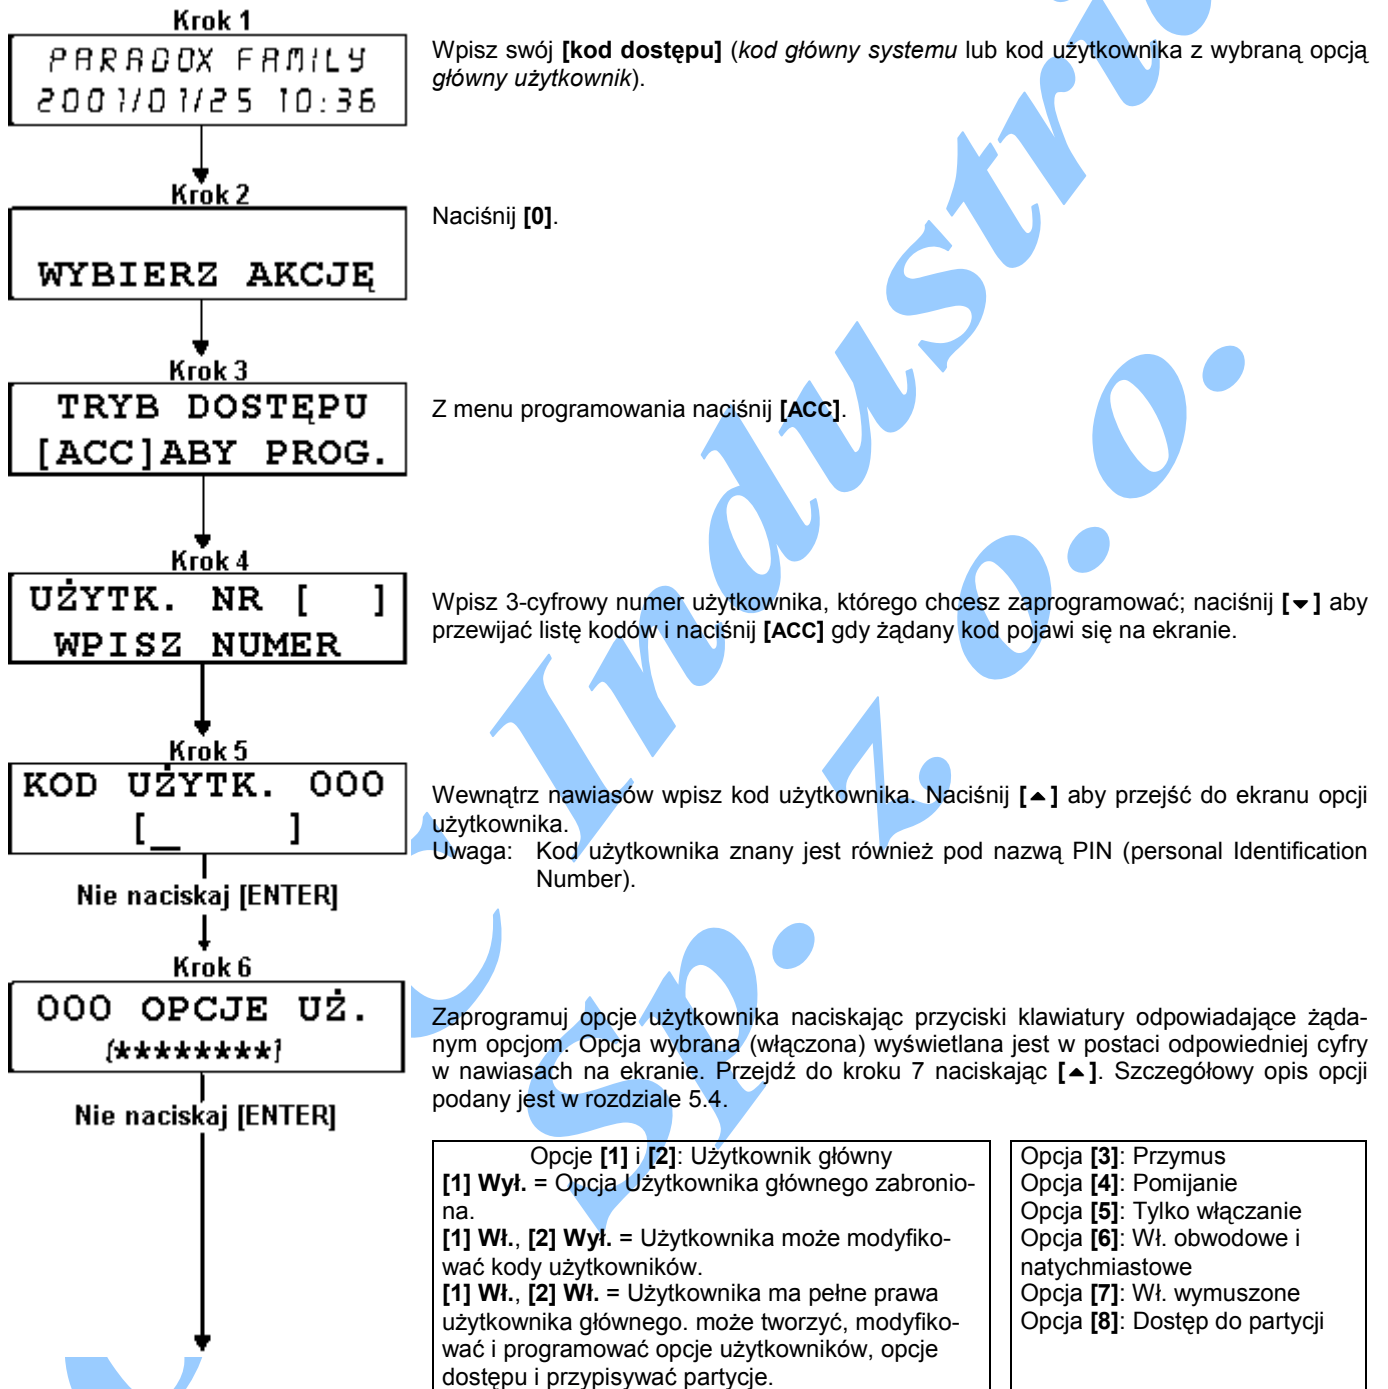 Krok 1
PARADOX FAMILY
2001/01/25 10:36
Wpisz swój [kod dostępu] (kod główny systemu lub kod użytkownika z wybraną opcją
główny użytkownik).
Krok 2
WYBIERZ AKCJĘ
Naciśnij [0].
Krok 3
TRYB DOSTĘPU
[ACC]ABY PROG.
Z menu programowania naciśnij [ACC].
Krok 4
UŻYTK. NR [ ]
WPISZ NUMER
Wpisz 3-cyfrowy numer użytkownika, którego chcesz zaprogramować; naciśnij [▼] aby
przewijać listę kodów i naciśnij [ACC] gdy żądany kod pojawi się na ekranie.
Krok 5
KOD UŻYTK. 000
[_ ]
Wewnątrz nawiasów wpisz kod użytkownika. Naciśnij [▲] aby przejść do ekranu opcji
użytkownika.
Uwaga: Kod użytkownika znany jest również pod nazwą PIN (personal Identification
Number).
Nie naciskaj [ENTER]
Krok 6
000 OPCJE UŻ.
[********]
Zaprogramuj opcje użytkownika naciskając przyciski klawiatury odpowiadające żąda-
nym opcjom. Opcja wybrana (włączona) wyświetlana jest w postaci odpowiedniej cyfry
w nawiasach na ekranie. Przejdź do kroku 7 naciskając [▲]. Szczegółowy opis opcji
podany jest w rozdziale 5.4.
Nie naciskaj [ENTER]
Opcje [1] i [2]: Użytkownik główny
[1] Wył. = Opcja Użytkownika głównego zabronio-
na.
[1] Wł., [2] Wył. = Użytkownika może modyfiko-
wać kody użytkowników.
[1] Wł., [2] Wł. = Użytkownika ma pełne prawa
użytkownika głównego. może tworzyć, modyfiko-
wać i programować opcje użytkowników, opcje
dostępu i przypisywać partycje.
Opcja [3]: Przymus
Opcja [4]: Pomijanie
Opcja [5]: Tylko włączanie
Opcja [6]: Wł. obwodowe i
natychmiastowe
Opcja [7]: Wł. wymuszone
Opcja [8]: Dostęp do partycji
Industri
Sp. z o.o.